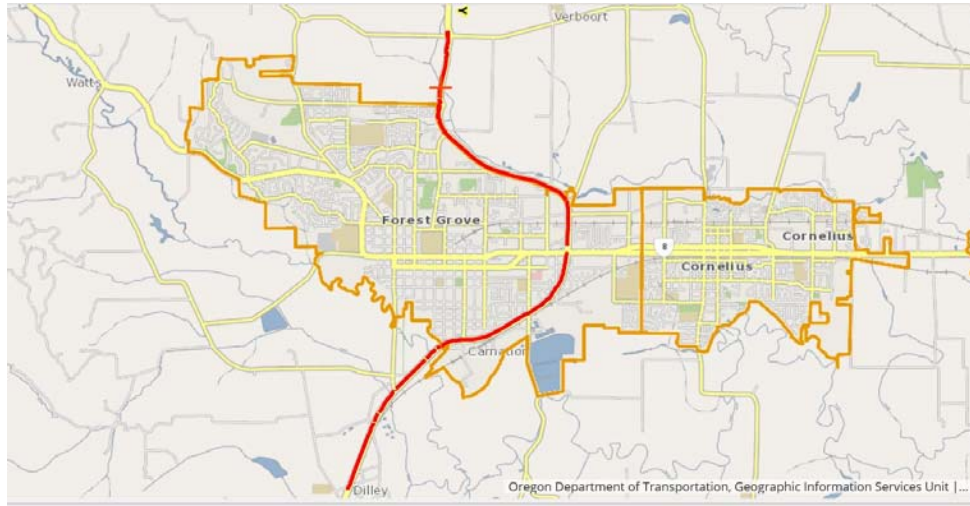 Y
Verboort
Watts
Forest Grove
Cornelius
8
Cornelius
Carnation
Dilley
Oregon Department of Transportation, Geographic Information Services Unit |...